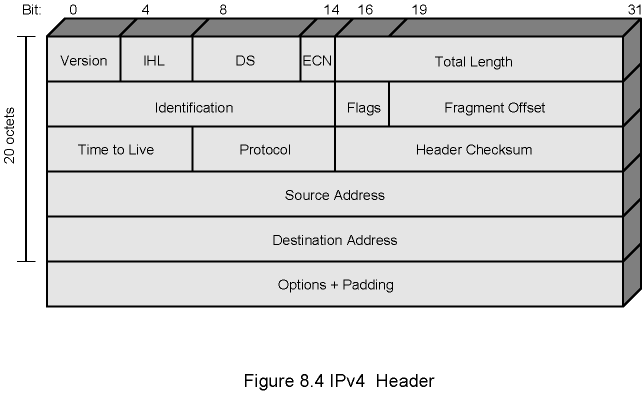 Bit: 0 4 8 14 16 19 31
Version IHL DS ECN Total Length
Identification Flags Fragment Offset
Time to Live Protocol Header Checksum
Source Address
Destination Address
Options + Padding
20 octets
Figure 8.4 IPv4 Header